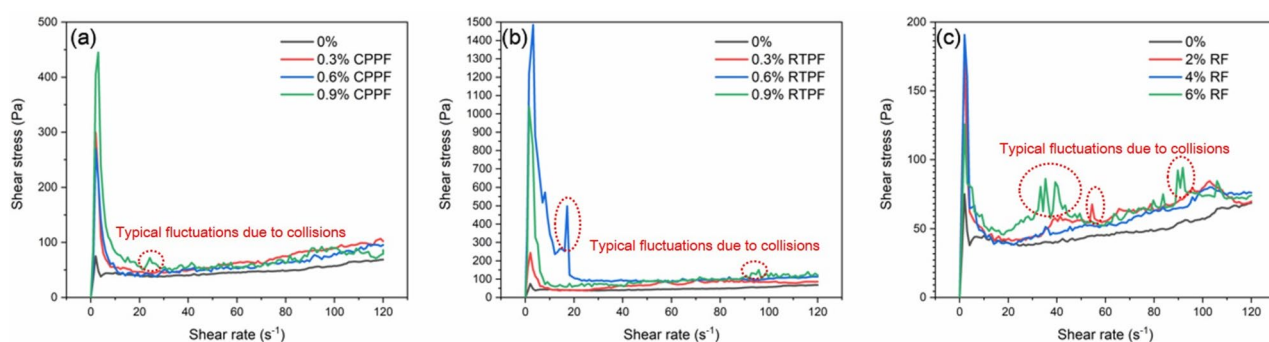 (a)
0%
0.3% CPPF
0.6% CPPF
0.9% CPPF
Typical fluctuations due to collisions
Shear stress (Pa)
500
400
300
200
100
0
0 20 40 60 80 100 120
Shear rate (s⁻¹)
(b)
0%
0.3% RTPF
0.6% RTPF
0.9% RTPF
Typical fluctuations due to collisions
Shear stress (Pa)
1500
1400
1300
1200
1100
1000
900
800
700
600
500
400
300
200
100
0
0 20 40 60 80 100 120
Shear rate (s⁻¹)
(c)
0%
2% RF
4% RF
6% RF
Typical fluctuations due to collisions
Shear stress (Pa)
200
150
100
50
0
0 20 40 60 80 100 120
Shear rate (s⁻¹)